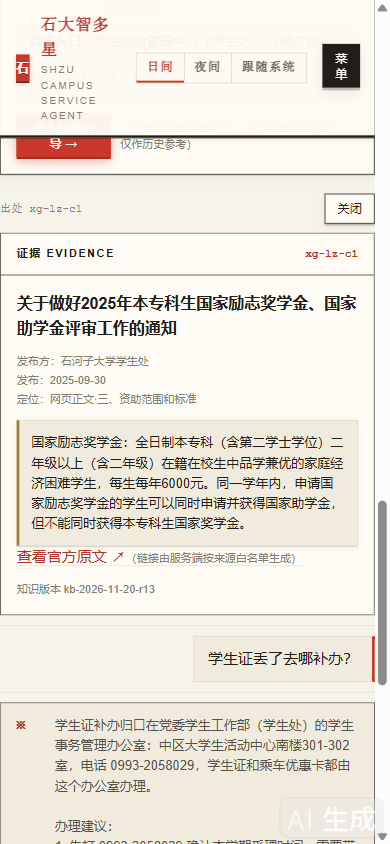 石大智多星
石
SHZU
CAMPUS
SERVICE
AGENT
日间
夜间
跟随系统
菜单
导 →
仅作历史参考）
出处 xg-lz-c1
关闭
证据 EVIDENCE
xg-lz-c1
关于做好2025年本专科生国家励志奖学金、国家
助学金评审工作的通知
发布方：石河子大学学生处
发布：2025-09-30
定位：网页正文·三、资助范围和标准
国家励志奖学金：全日制本专科（含第二学士学位）二
年级以上（含二年级）在籍在校生中品学兼优的家庭经
济困难学生，每生每年6000元。同一学年内，申请国
家励志奖学金的学生可以同时申请并获得国家助学金，
但不能同时获得本专科生国家奖学金。
查看官方原文 ↗（链接由服务端按来源白名单生成）
知识版本 kb-2026-11-20-r13
学生证丢了去哪补办？
※
学生证补办归口在党委学生工作部（学生处）的学生
事务管理办公室：中区大学生活动中心南楼301-302
室，电话 0993-2058029，学生证和乘车优惠卡都由
这个办公室办理。
办理建议：
AI 生成